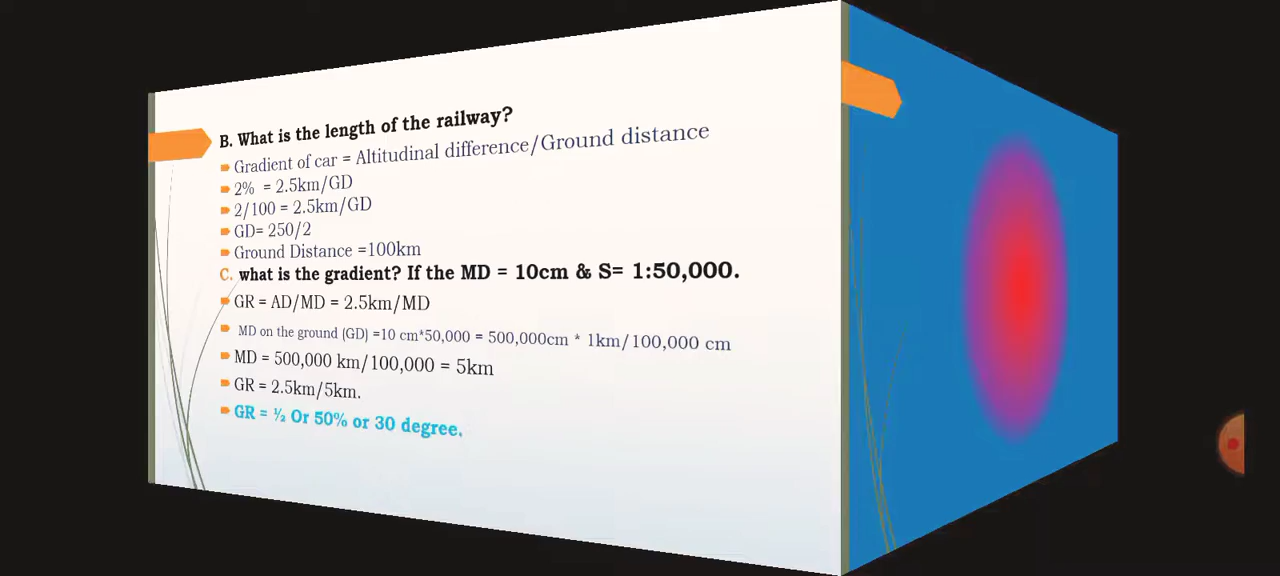 B. What is the length of the railway?
Gradient of car = Altitudinal difference/Ground distance
2% = 2.5km/GD
2/100 = 2.5km/GD
GD= 250/2
Ground Distance =100km
C. what is the gradient? If the MD = 10cm & S= 1:50,000.
GR = AD/MD = 2.5km/MD
MD on the ground (GD) =10 cm*50,000 = 500,000cm * 1km/100,000 cm
MD = 500,000 km/100,000 = 5km
GR = 2.5km/5km.
GR = ½ Or 50% or 30 degree.